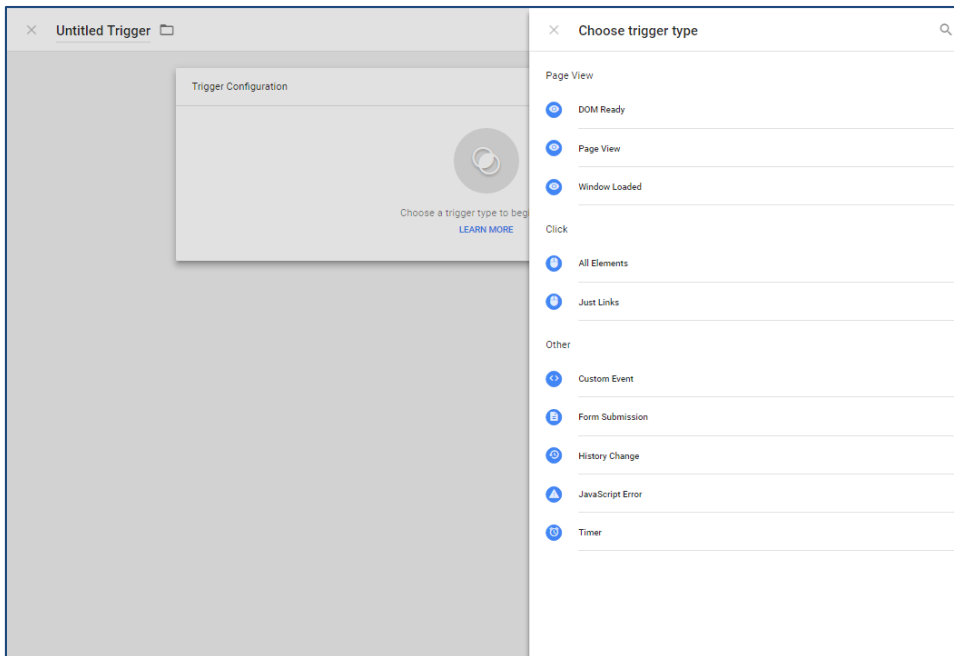 Untitled Trigger
Trigger Configuration
Choose a trigger type to beg
LEARN MORE
Choose trigger type
Page View
DOM Ready
Page View
Window Loaded
Click
All Elements
Just Links
Other
Custom Event
Form Submission
History Change
JavaScript Error
Timer